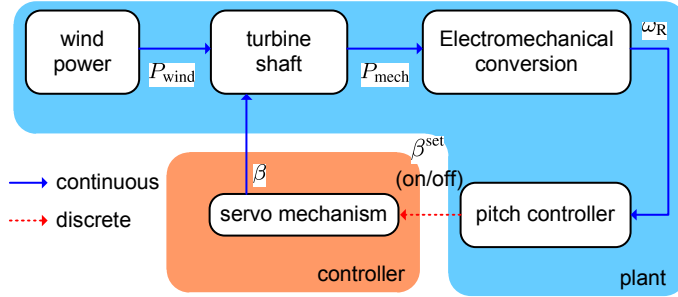 wind
power
turbine
shaft
Electromechanical
conversion
ω_R
P_wind
P_mech
β^set
(on/off)
β
continuous
discrete
servo mechanism
pitch controller
controller
plant